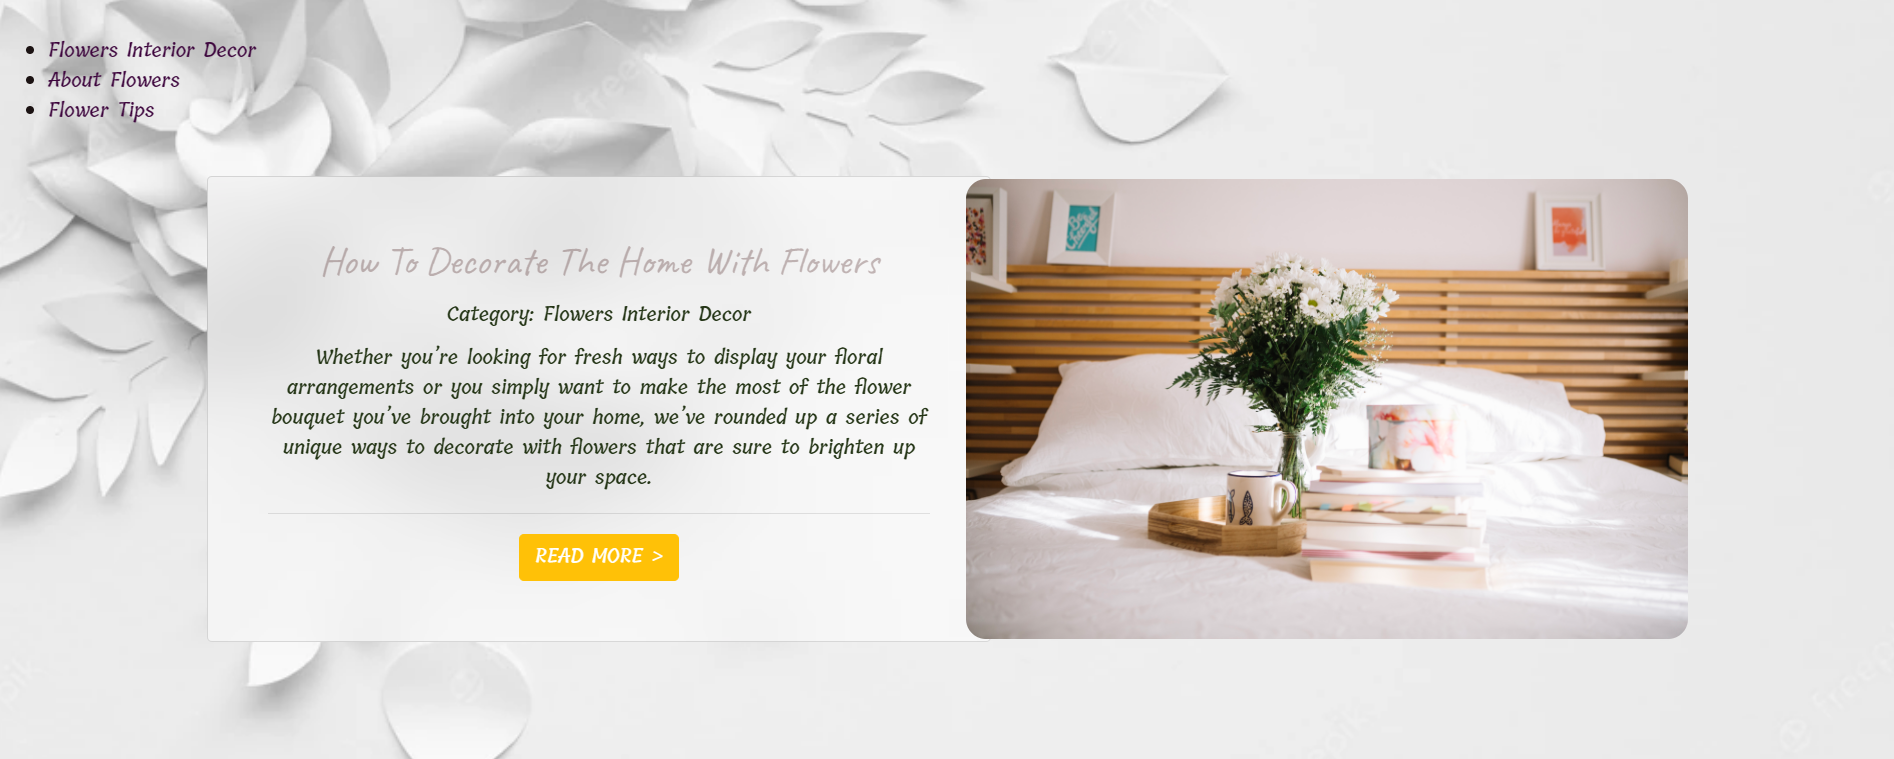 Flowers Interior Decor
About Flowers
Flower Tips
How To Decorate The Home With Flowers
Category: Flowers Interior Decor
Whether you're looking for fresh ways to display your floral
arrangements or you simply want to make the most of the flower
bouquet you've brought into your home, we've rounded up a series of
unique ways to decorate with flowers that are sure to brighten up
your space.
READ MORE >